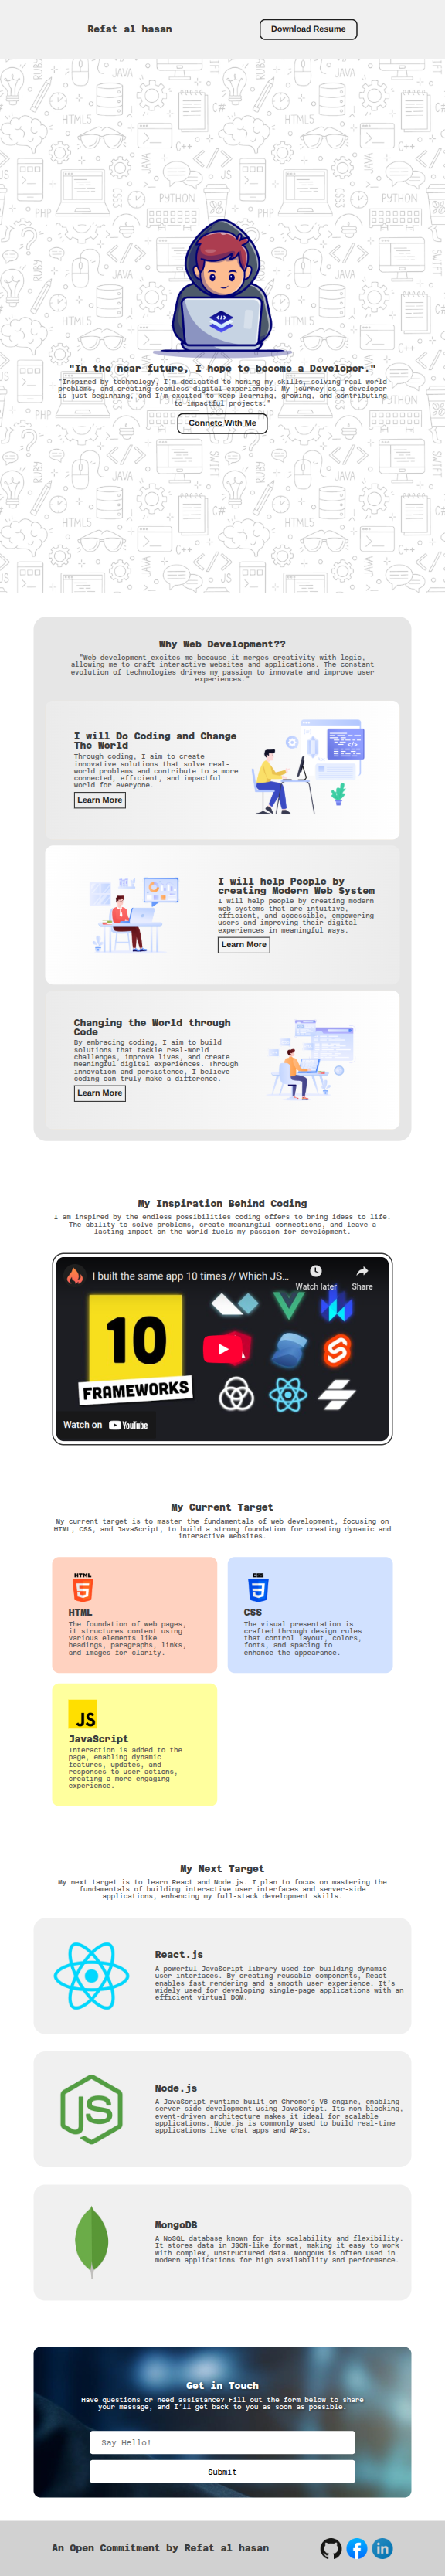 Refat al hasan
Download Resume
"In the near future, I hope to become a Developer."
"Inspired by technology, I'm dedicated to honing my skills, solving real-world
problems, and creating seamless digital experiences. My journey as a developer
is just beginning, and I'm excited to keep learning, growing, and contributing
to impactful projects."
Connetc With Me
Why Web Development??
"Web development excites me because it merges creativity with logic,
allowing me to craft interactive websites and applications. The constant
evolution of technologies drives my passion to innovate and improve user
experiences."
I will Do Coding and Change
The World
Through coding, I aim to create
innovative solutions that solve real-
world problems and contribute to a more
connected, efficient, and impactful
world for everyone.
Learn More
I will help People by
creating Modern Web System
I will help people by creating modern
web systems that are intuitive,
efficient, and accessible, empowering
users and improving their digital
experiences in meaningful ways.
Learn More
Changing the World through
Code
By embracing coding, I aim to build
solutions that tackle real-world
challenges, improve lives, and create
meaningful digital experiences. Through
innovation and persistence, I believe
coding can truly make a difference.
Learn More
My Inspiration Behind Coding
I am inspired by the endless possibilities coding offers to bring ideas to life.
The ability to solve problems, create meaningful connections, and leave a
lasting impact on the world fuels my passion for development.
I built the same app 10 times // Which JS...
Watch later
Share
10
FRAMEWORKS
Watch on YouTube
My Current Target
My current target is to master the fundamentals of web development, focusing on
HTML, CSS, and JavaScript, to build a strong foundation for creating dynamic and
interactive websites.
HTML
HTML
The foundation of web pages,
it structures content using
various elements like
headings, paragraphs, links,
and images for clarity.
CSS
CSS
The visual presentation is
crafted through design rules
that control layout, colors,
fonts, and spacing to
enhance the appearance.
JS
JavaScript
Interaction is added to the
page, enabling dynamic
features, updates, and
responses to user actions,
creating a more engaging
experience.
My Next Target
My next target is to learn React and Node.js. I plan to focus on mastering the
fundamentals of building interactive user interfaces and server-side
applications, enhancing my full-stack development skills.
React.js
A powerful JavaScript library used for building dynamic
user interfaces. By creating reusable components, React
enables fast rendering and a smooth user experience. It's
widely used for developing single-page applications with an
efficient virtual DOM.
JS
Node.js
A JavaScript runtime built on Chrome's V8 engine, enabling
server-side development using JavaScript. Its non-blocking,
event-driven architecture makes it ideal for scalable
applications. Node.js is commonly used to build real-time
applications like chat apps and APIs.
MongoDB
A NoSQL database known for its scalability and flexibility.
It stores data in JSON-like format, making it easy to work
with complex, unstructured data. MongoDB is often used in
modern applications for high availability and performance.
Get in Touch
Have questions or need assistance? Fill out the form below to share
your message, and I'll get back to you as soon as possible.
Say Hello!
Submit
An Open Commitment by Refat al hasan